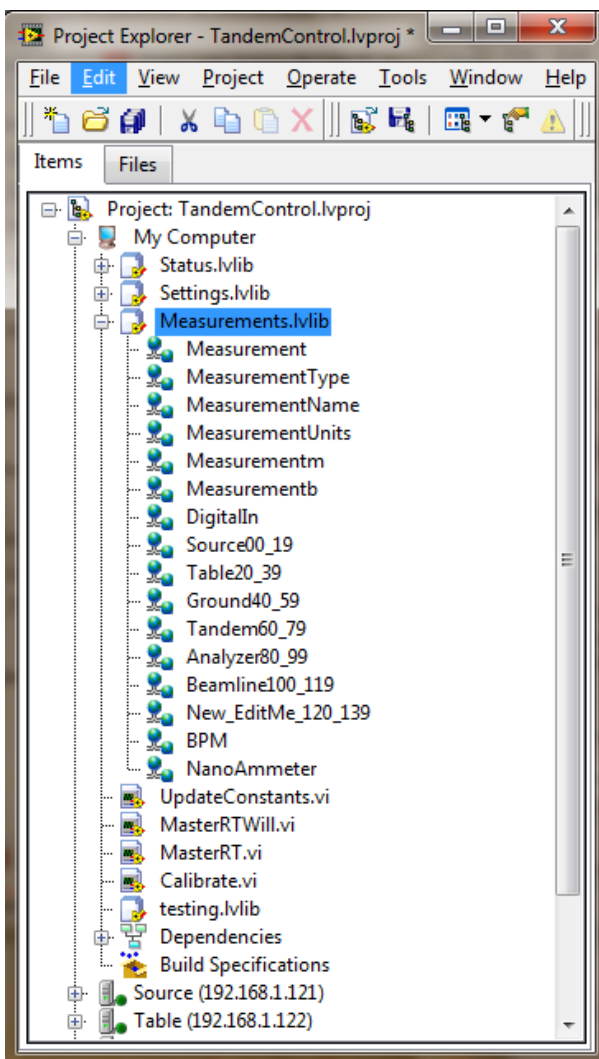 Project Explorer - TandemControl.lvproj *
File Edit View Project Operate Tools Window Help
Items Files
Project: TandemControl.lvproj
My Computer
Status.lvlib
Settings.lvlib
Measurements.lvlib
Measurement
MeasurementType
MeasurementName
MeasurementUnits
Measurementm
Measurementb
DigitalIn
Source00_19
Table20_39
Ground40_59
Tandem60_79
Analyzer80_99
Beamline100_119
New_EditMe_120_139
BPM
NanoAmmeter
UpdateConstants.vi
MasterRTWill.vi
MasterRT.vi
Calibrate.vi
testing.lvlib
Dependencies
Build Specifications
Source (192.168.1.121)
Table (192.168.1.122)